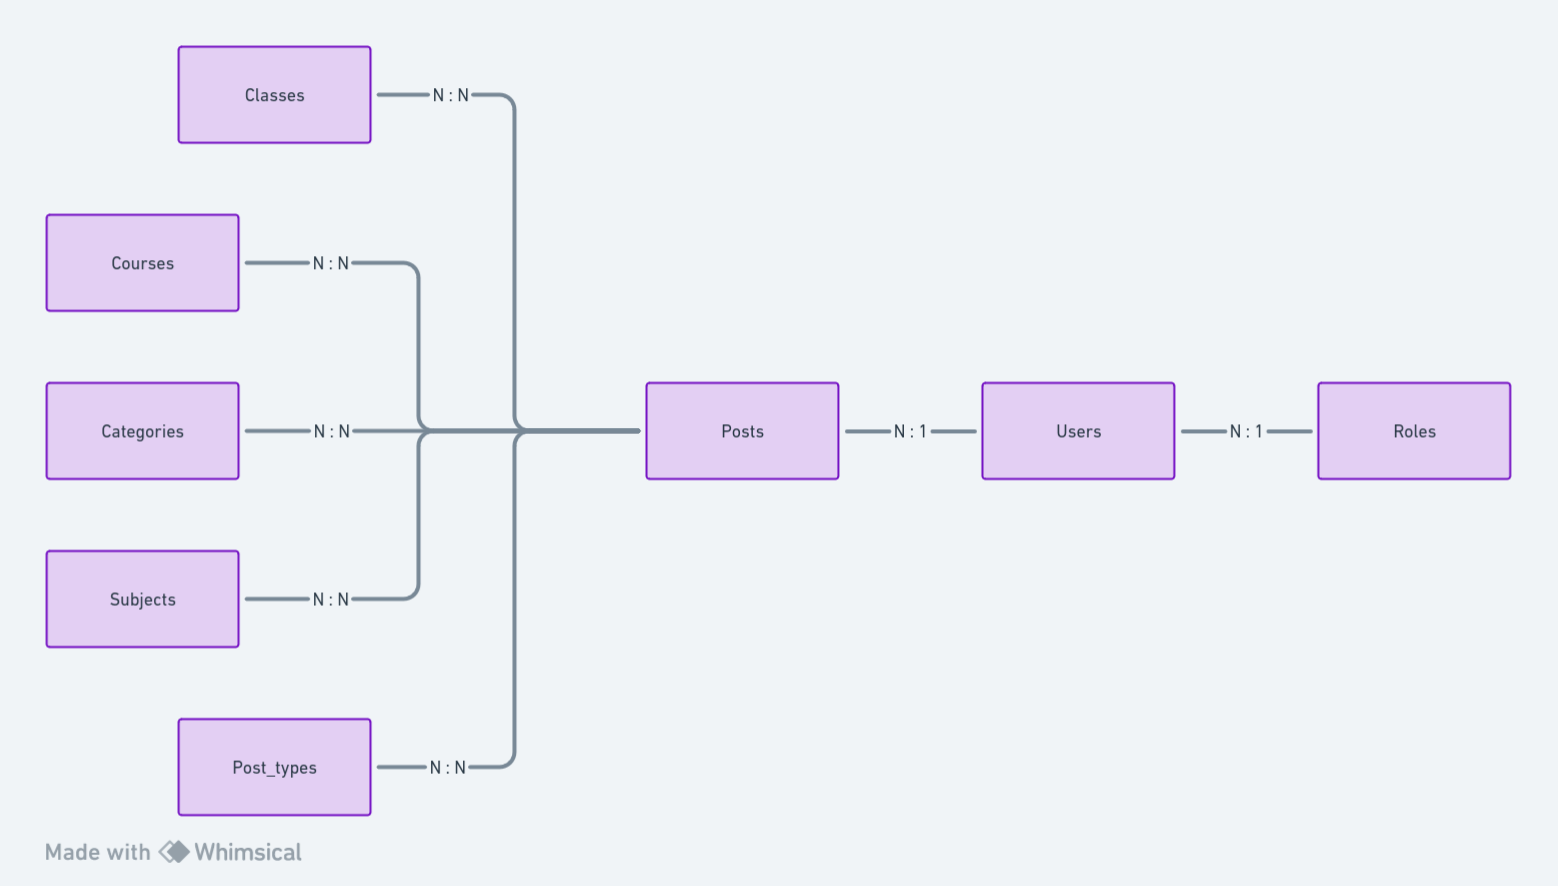 Classes
N : N
Courses
N : N
Categories
N : N
Posts
N : 1
Users
N : 1
Roles
Subjects
N : N
Post_types
N : N
Made with Whimsical